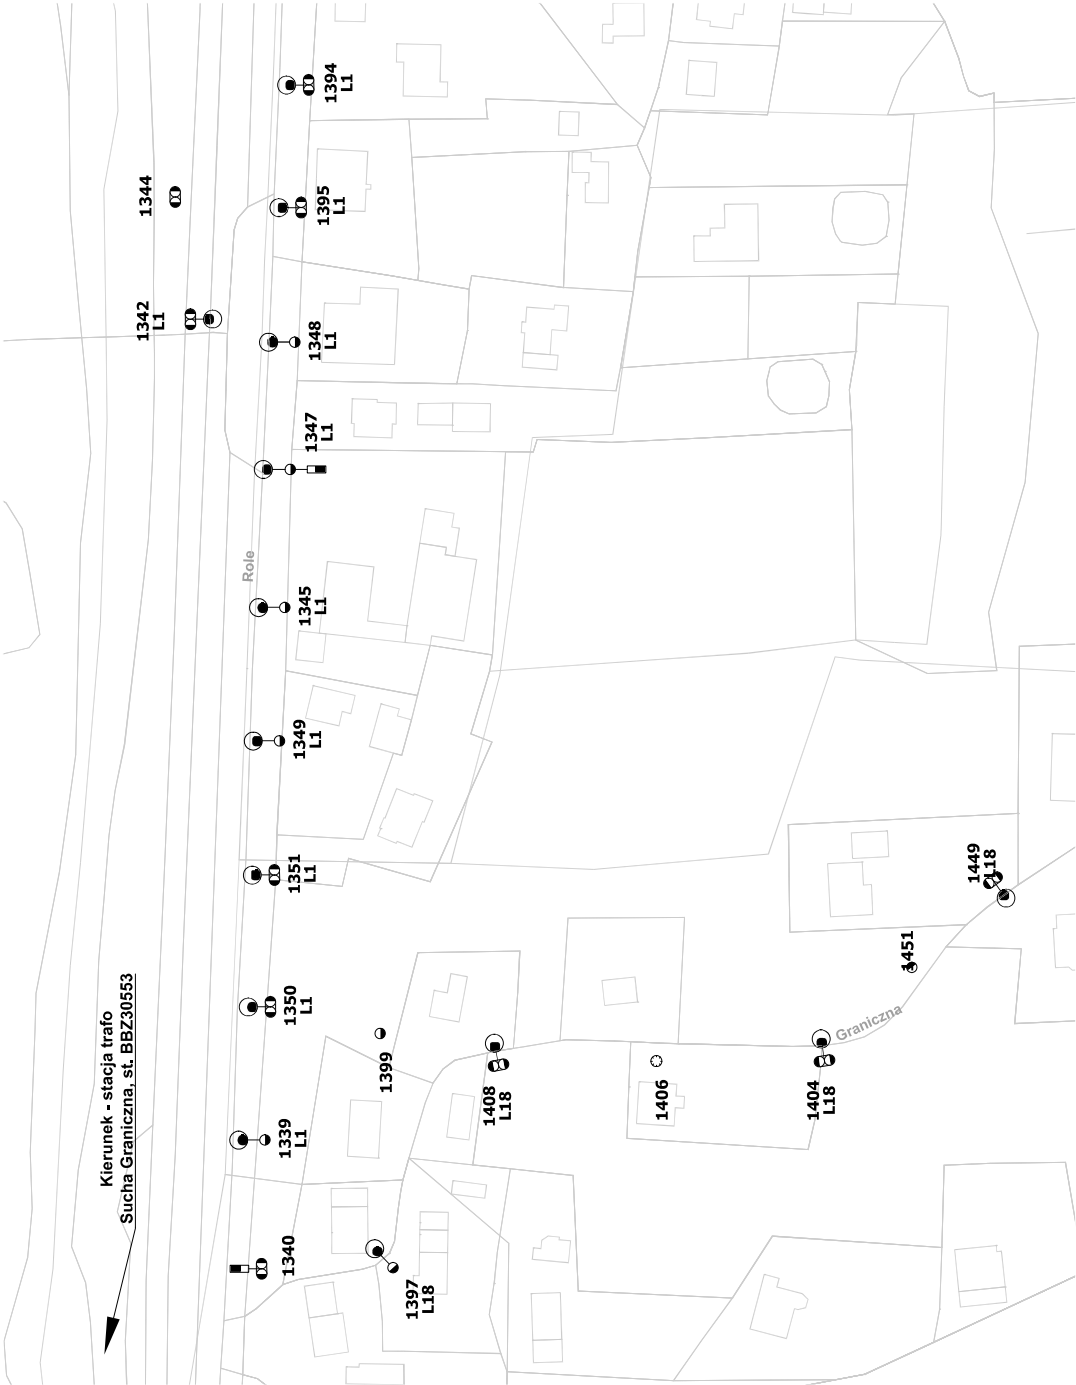 1394
L1
1344
1395
L1
1342
L1
1348
L1
1347
L1
Role
1345
L1
1349
L1
1351
L1
1449
L18
1451
Kierunek - stacja trafo
Sucha Graniczna, st. BBZ30553
1350
L1
Graniczna
1399
1408
L18
1406
1404
L18
1339
L1
1340
1397
L18